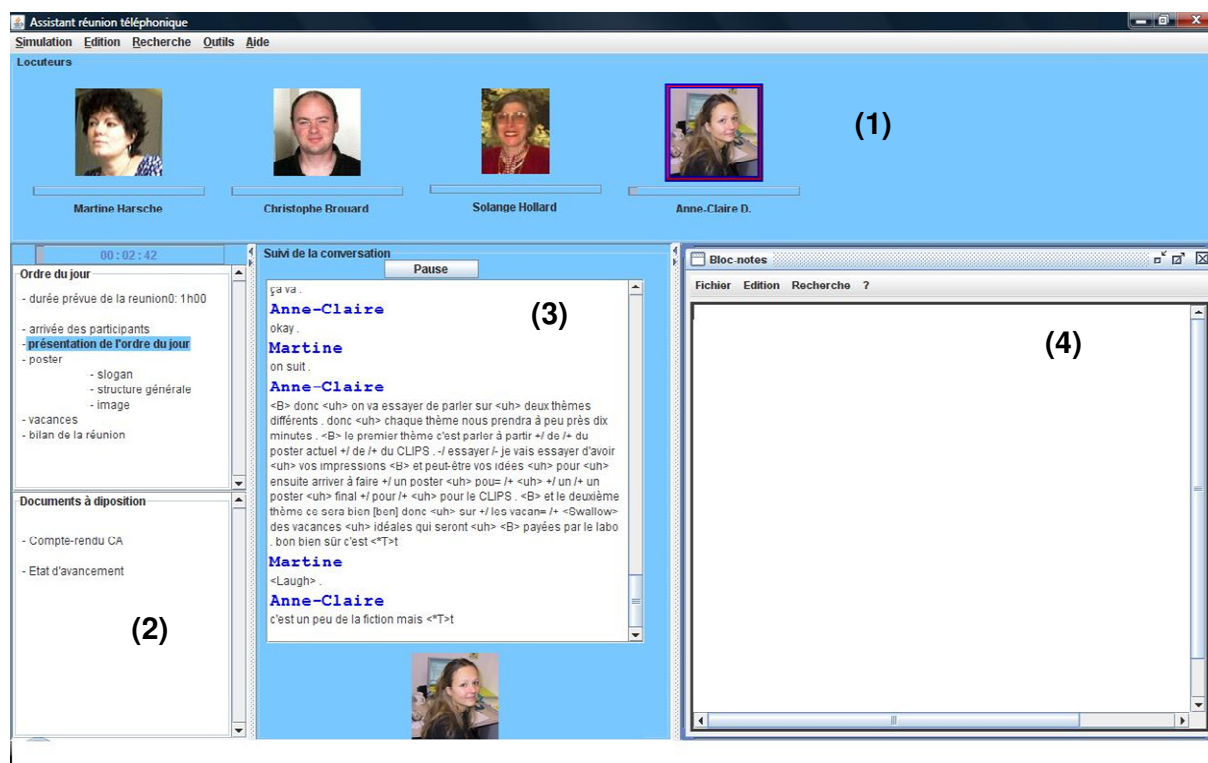 Assistant réunion téléphonique
Simulation Edition Recherche Outils Aide
Locuteurs
(1)
Martine Harsche
Christophe Brouard
Solange Hollard
Anne-Claire D.
00:02:42
Ordre du jour
- durée prévue de la reunion0: 1h00
- arrivée des participants
- présentation de l'ordre du jour
- poster
- slogan
- structure générale
- image
- vacances
- bilan de la réunion
Documents à diposition
- Compte-rendu CA
- Etat d'avancement
(2)
Suivi de la conversation
Pause
ça va .
Anne-Claire
okay .
Martine
on suit .
Anne-Claire
<B> donc <uh> on va essayer de parler sur <uh> deux thèmes
différents . donc <uh> chaque thème nous prendra à peu près dix
minutes . <B> le premier thème c'est parler à partir +/ de /+ du
poster actuel +/ de /+ du CLIPS . -/ essayer /- je vais essayer d'avoir
<uh> vos impressions <B> et peut-être vos idées <uh> pour <uh>
ensuite arriver à faire +/ un poster <uh> pou= /+ <uh> +/ un /+ un
poster <uh> final +/ pour /+ <uh> pour le CLIPS . <B> et le deuxième
thème ce sera bien [ben] donc <uh> sur +/ les vacan= /+ <Swallow>
des vacances <uh> idéales qui seront <uh> <B> payées par le labo
. bon bien sûr c'est <*T>t
Martine
<Laugh> .
Anne-Claire
c'est un peu de la fiction mais <*T>t
(3)
Bloc-notes
Fichier Edition Recherche ?
(4)